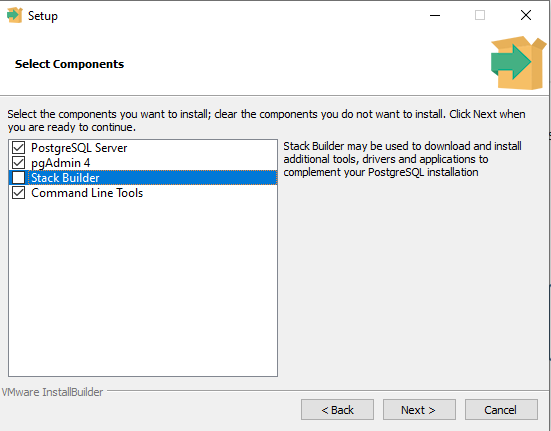 Setup
Select Components
Select the components you want to install; clear the components you do not want to install. Click Next when
you are ready to continue.
PostgreSQL Server
pgAdmin 4
Stack Builder
Command Line Tools
Stack Builder may be used to download and install
additional tools, drivers and applications to
complement your PostgreSQL installation
VMware InstallBuilder
< Back
Next >
Cancel